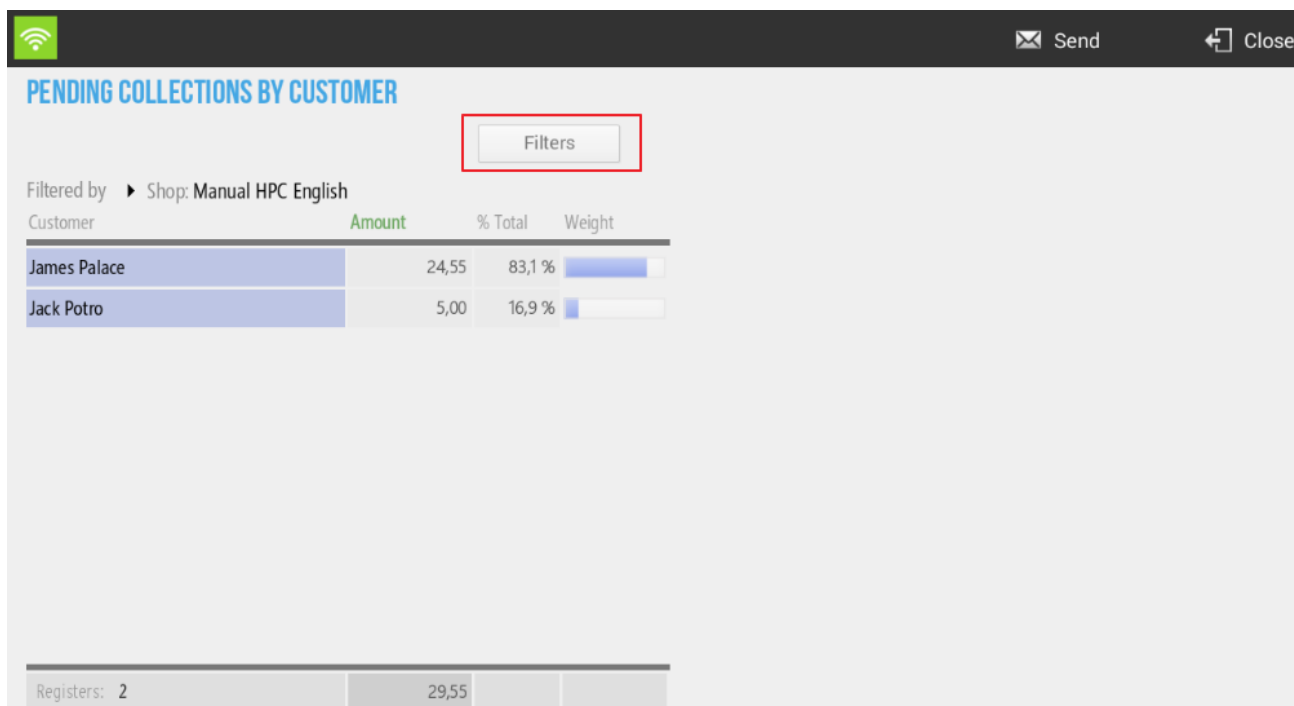 Send Close
PENDING COLLECTIONS BY CUSTOMER
Filters
Filtered by Shop: Manual HPC English
Customer Amount % Total Weight
James Palace 24,55 83,1 %
Jack Potro 5,00 16,9 %
Registers: 2 29,55